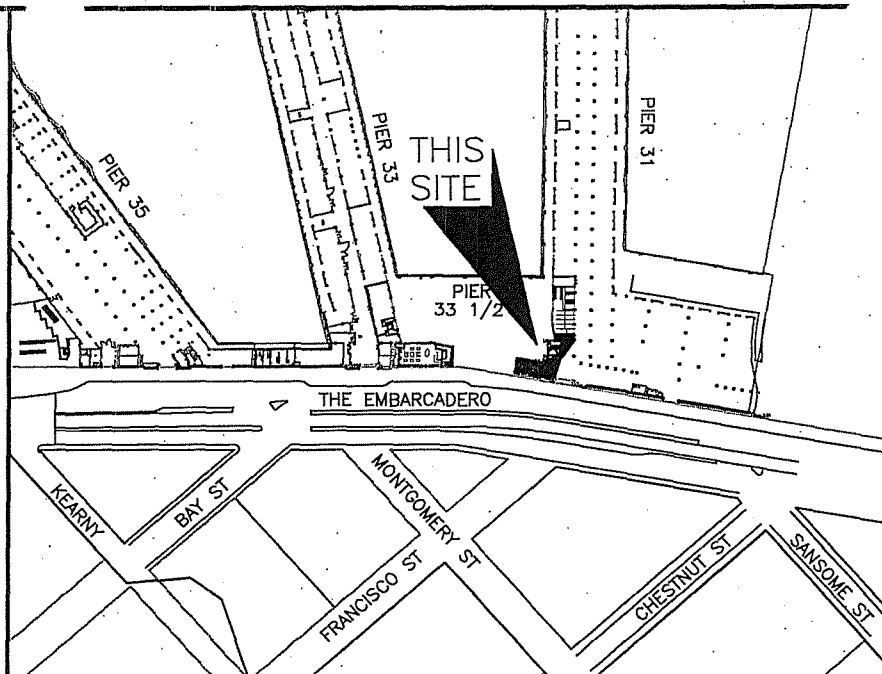 PIER 35
PIER 33
THIS
SITE
PIER 31
PIER
33 1/2
THE EMBARCADERO
KEARNY
BAY ST
MONTGOMERY ST
FRANCISCO ST
CHESTNUT ST
SANSOME ST